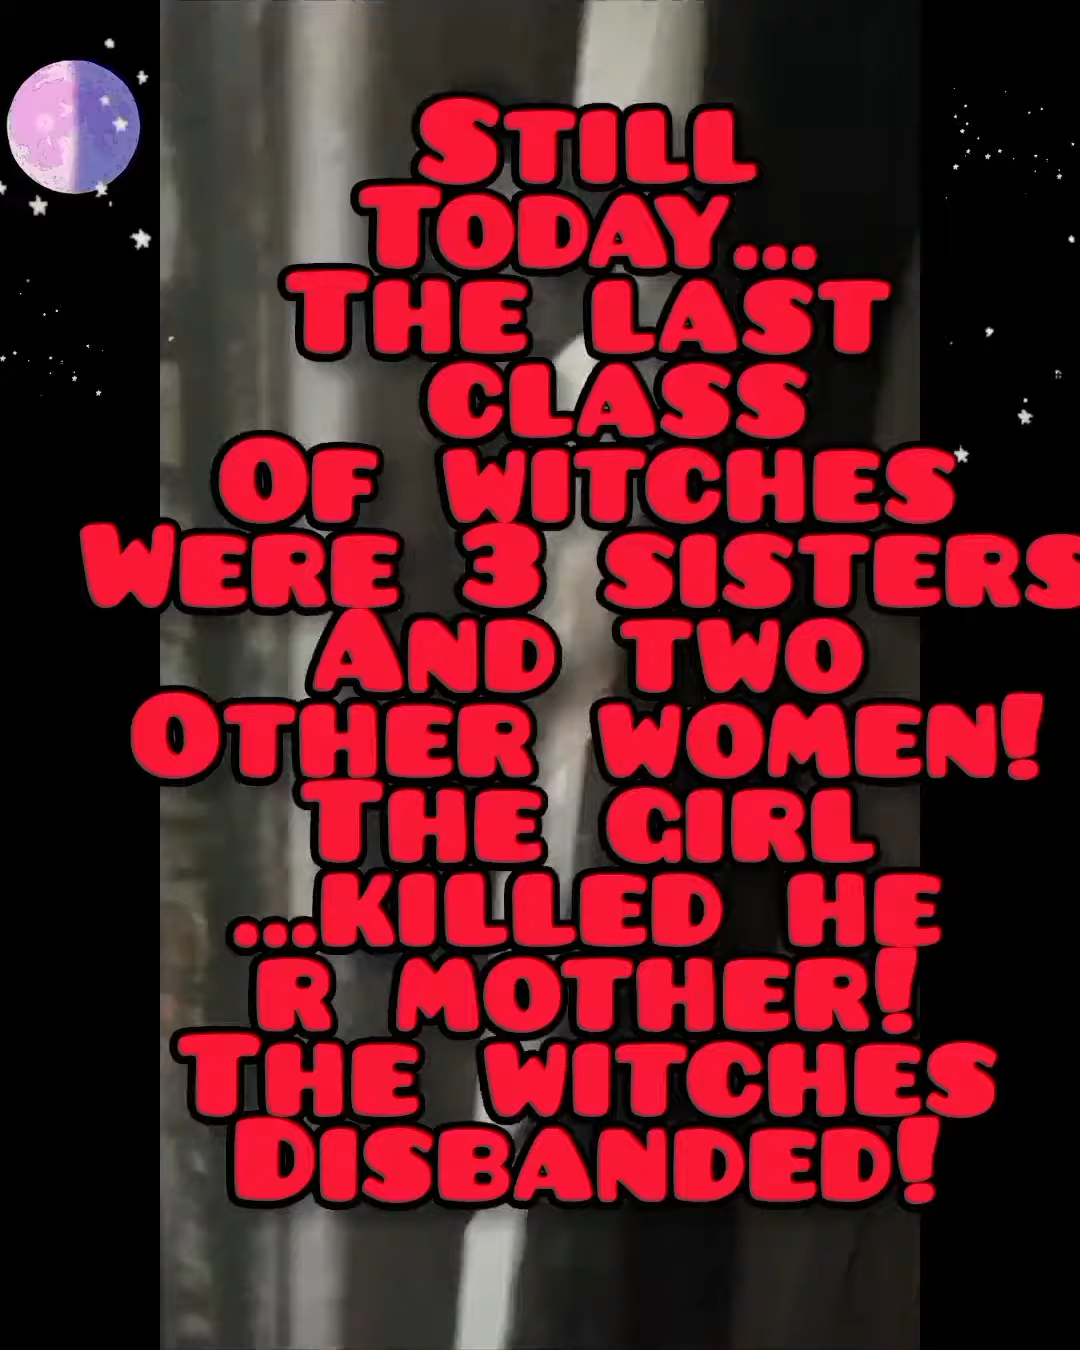 STILL
TODAY...
THE LAST
CLASS
OF WITCHES
WERE 3 SISTERS
AND TWO
OTHER WOMEN!
THE GIRL
...KILLED HE
R MOTHER!
THE WITCHES
DISBANDED!